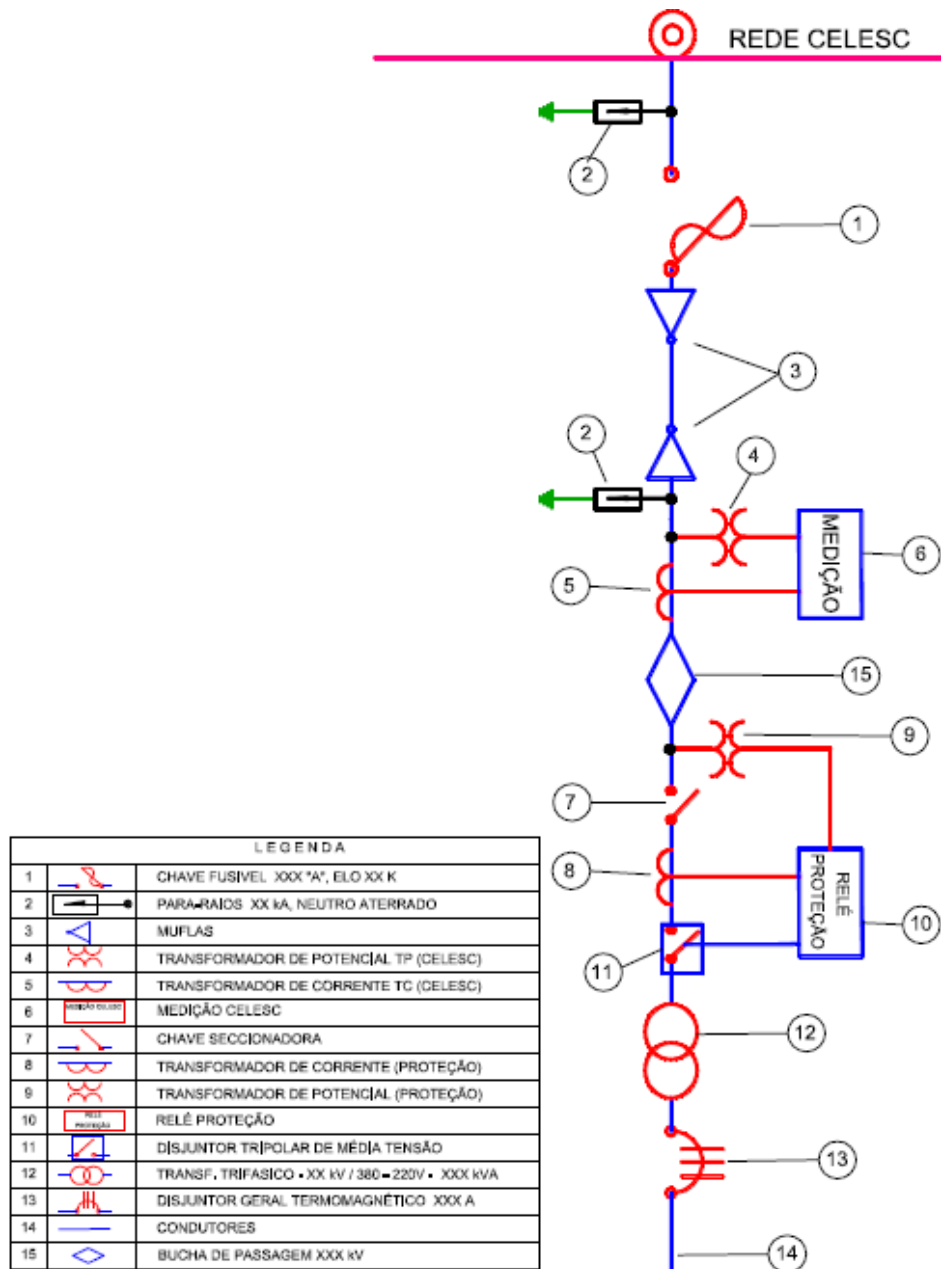 REDE CELESC
2
1
3
2
4
MEDIÇÃO
6
5
15
9
7
8
RELÉ
PROTEÇÃO
10
11
12
13
14
LEGENDA
1 CHAVE FUSIVEL XXX "A", ELO XX K
2 PARA-RAIOS XX kA, NEUTRO ATERRADO
3 MUFLAS
4 TRANSFORMADOR DE POTENCIAL TP (CELESC)
5 TRANSFORMADOR DE CORRENTE TC (CELESC)
6 MEDIÇÃO CELESC MEDIÇÃO CELESC
7 CHAVE SECCIONADORA
8 TRANSFORMADOR DE CORRENTE (PROTEÇÃO)
9 TRANSFORMADOR DE POTENCIAL (PROTEÇÃO)
10 RELÉ PROTEÇÃO RELÉ PROTEÇÃO
11 DISJUNTOR TRIPOLAR DE MÉDIA TENSÃO
12 TRANSF. TRIFASICO - XX kV / 380-220V - XXX kVA
13 DISJUNTOR GERAL TERMOMAGNÉTICO XXX A
14 CONDUTORES
15 BUCHA DE PASSAGEM XXX kV